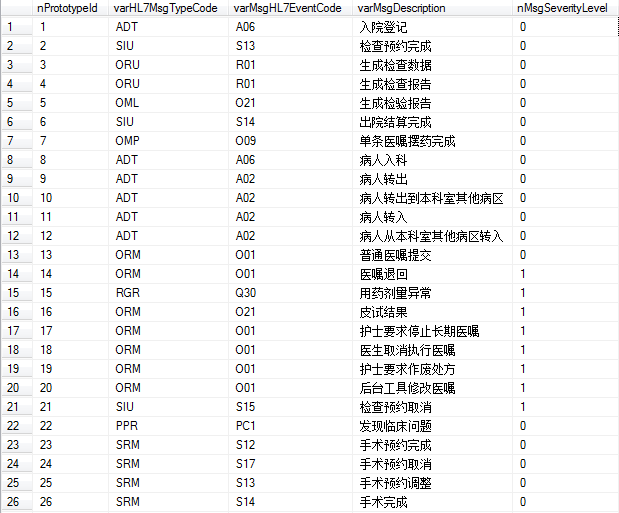 nPrototypeId varHL7MsgTypeCode varMsgHL7EventCode varMsgDescription nMsgSeverityLevel
1 1 ADT A06 入院登记 0
2 2 SIU S13 检查预约完成 0
3 3 ORU R01 生成检查数据 0
4 4 ORU R01 生成检查报告 0
5 5 OML O21 生成检验报告 0
6 6 SIU S14 出院结算完成 0
7 7 OMP O09 单条医嘱摆药完成 0
8 8 ADT A06 病人入科 0
9 9 ADT A02 病人转出 0
10 10 ADT A02 病人转出到本科室其他病区 0
11 11 ADT A02 病人转入 0
12 12 ADT A02 病人从本科室其他病区转入 0
13 13 ORM O01 普通医嘱提交 0
14 14 ORM O01 医嘱退回 1
15 15 RGR Q30 用药剂量异常 1
16 16 ORM O21 皮试结果 1
17 17 ORM O01 护士要求停止长期医嘱 1
18 18 ORM O01 医生取消执行医嘱 1
19 19 ORM O01 护士要求作废处方 1
20 20 ORM O01 后台工具修改医嘱 1
21 21 SIU S15 检查预约取消 1
22 22 PPR PC1 发现临床问题 0
23 23 SRM S12 手术预约完成 0
24 24 SRM S17 手术预约取消 0
25 25 SRM S13 手术预约调整 0
26 26 SRM S14 手术完成 0